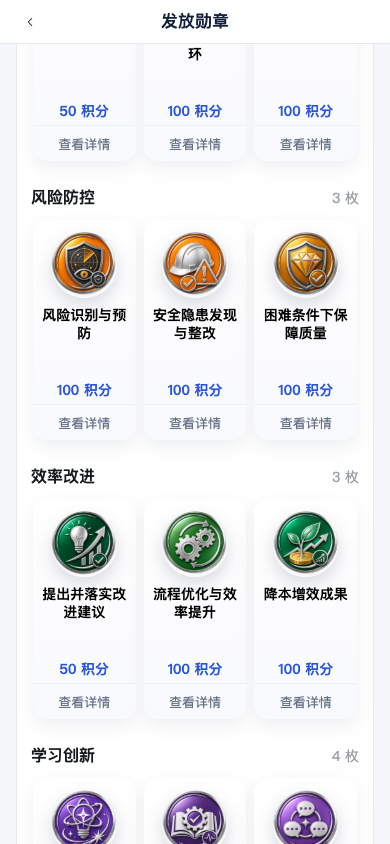 发放勋章
环
50 积分
100 积分
100 积分
查看详情
查看详情
查看详情
风险防控
3 枚
风险识别与预
防
安全隐患发现
与整改
困难条件下保
障质量
100 积分
100 积分
100 积分
查看详情
查看详情
查看详情
效率改进
3 枚
提出并落实改
进建议
流程优化与效
率提升
降本增效成果
50 积分
100 积分
100 积分
查看详情
查看详情
查看详情
学习创新
4 枚